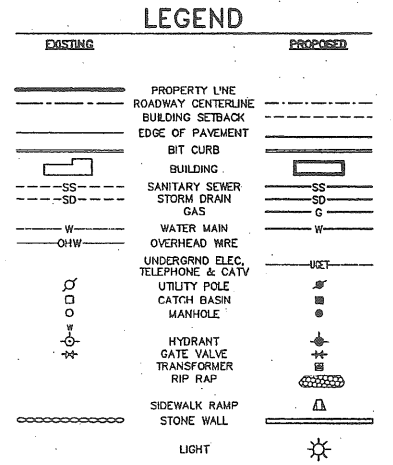 LEGEND
EXISTING PROPOSED
PROPERTY LINE
ROADWAY CENTERLINE
BUILDING SETBACK
EDGE OF PAVEMENT
BIT CURB
BUILDING
SS SANITARY SEWER SS
SD STORM DRAIN SD
GAS G
W WATER MAIN W
OHW OVERHEAD WIRE
UNDERGRND ELEC,
TELEPHONE & CATV UGET
UTILITY POLE
CATCH BASIN
MANHOLE
W
HYDRANT
GATE VALVE
TRANSFORMER
RIP RAP
SIDEWALK RAMP
STONE WALL
LIGHT